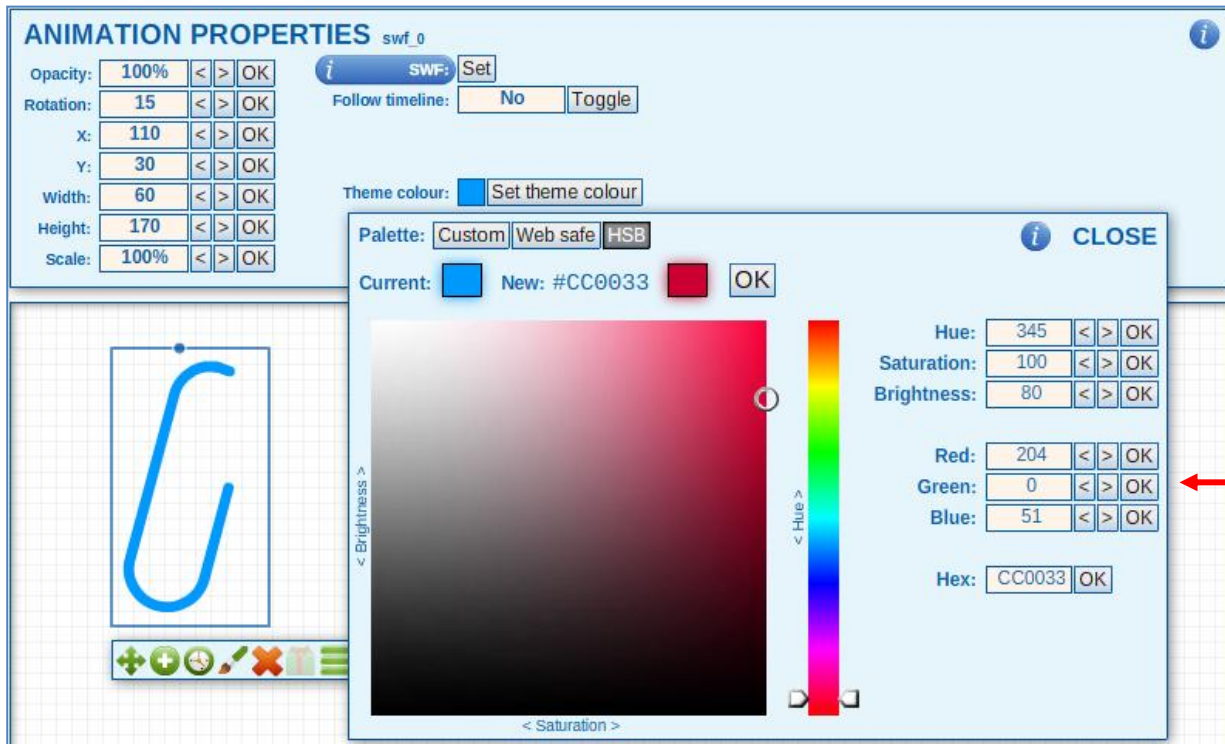 ANIMATION PROPERTIES swf_0
i
Opacity: 100% < > OK
i SWF: Set
Rotation: 15 < > OK
Follow timeline: No Toggle
X: 110 < > OK
Y: 30 < > OK
Width: 60 < > OK
Theme colour: Set theme colour
Height: 170 < > OK
Scale: 100% < > OK
Palette: Custom Web safe HSB
i CLOSE
Current: New: #CC0033 OK
Hue: 345 < > OK
Saturation: 100 < > OK
Brightness: 80 < > OK
Red: 204 < > OK
Green: 0 < > OK
Blue: 51 < > OK
Hex: CC0033 OK
< Brightness >
< Hue >
< Saturation >